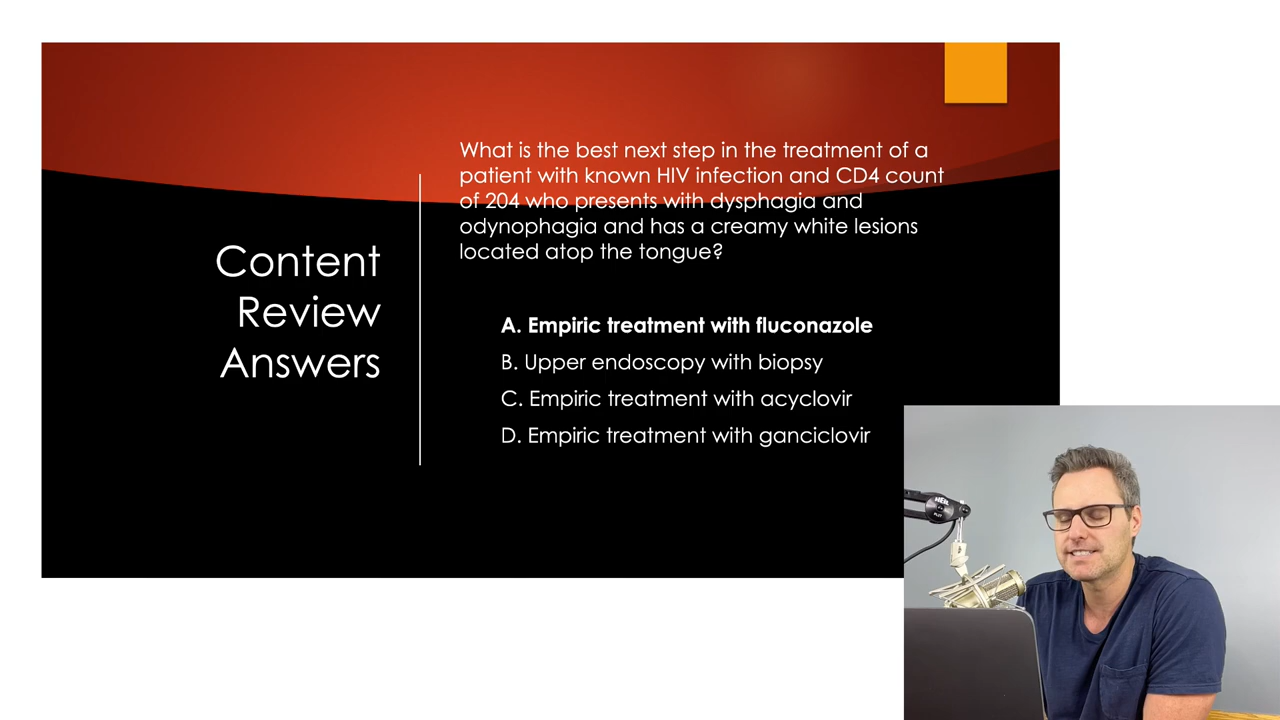 Content
Review
Answers
What is the best next step in the treatment of a
patient with known HIV infection and CD4 count
of 204 who presents with dysphagia and
odynophagia and has a creamy white lesions
located atop the tongue?
A. Empiric treatment with fluconazole
B. Upper endoscopy with biopsy
C. Empiric treatment with acyclovir
D. Empiric treatment with ganciclovir